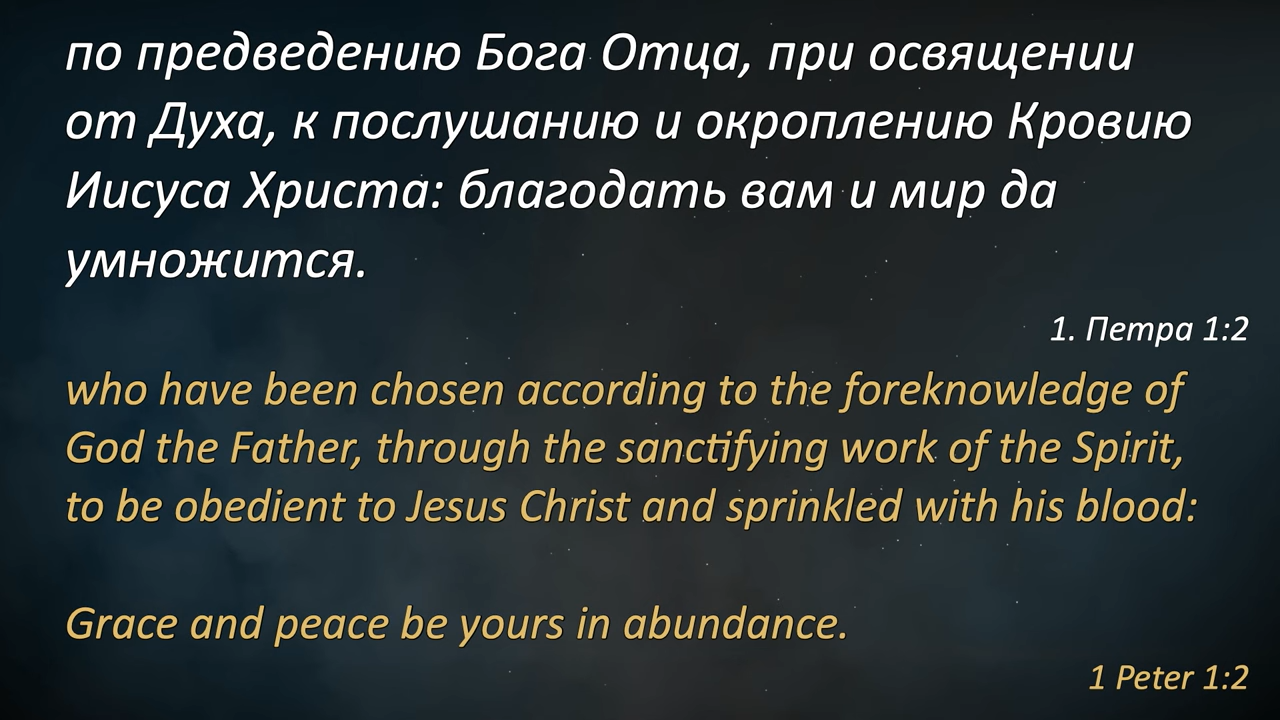 по предведению Бога Отца, при освящении
от Духа, к послушанию и окроплению Кровию
Иисуса Христа: благодать вам и мир да
умножится.
1. Петра 1:2
who have been chosen according to the foreknowledge of
God the Father, through the sanctifying work of the Spirit,
to be obedient to Jesus Christ and sprinkled with his blood:
Grace and peace be yours in abundance.
1 Peter 1:2